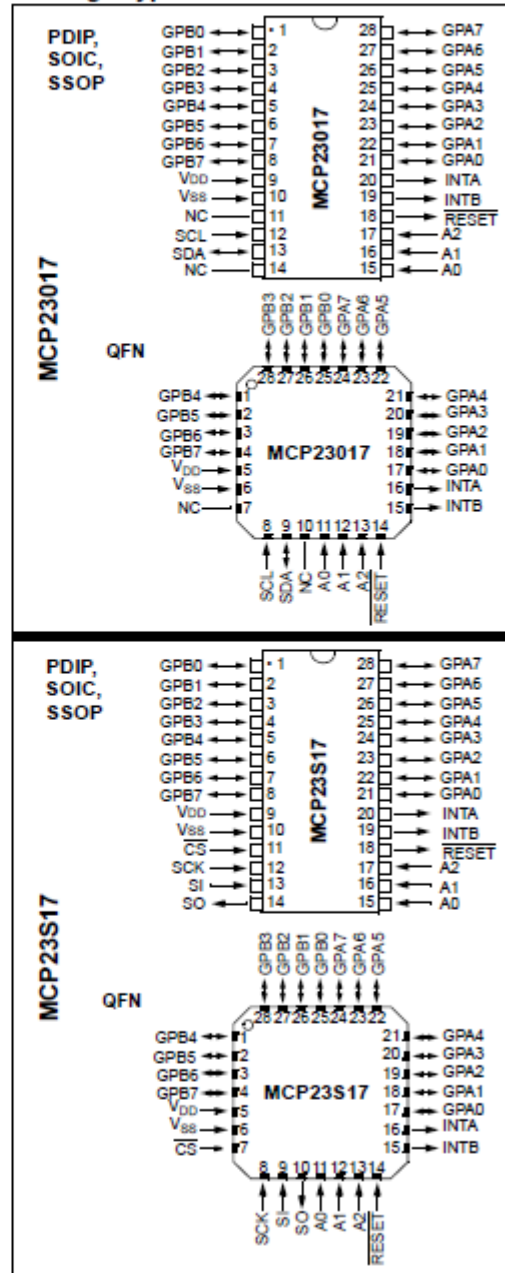 PDIP,
SOIC,
SSOP
GPB0 1 28 GPA7
GPB1 2 27 GPA6
GPB2 3 26 GPA5
GPB3 4 25 GPA4
GPB4 5 24 GPA3
GPB5 6 23 GPA2
GPB6 7 22 GPA1
GPB7 8 21 GPA0
VDD 9 20 INTA
VSS 10 19 INTB
NC 11 18 RESET
SCL 12 17 A2
SDA 13 16 A1
NC 14 15 A0
MCP23017
MCP23017
QFN
GPB3 GPB2 GPB1 GPB0 GPA7 GPA6 GPA5
28 27 26 25 24 23 22
GPB4 1 21 GPA4
GPB5 2 20 GPA3
GPB6 3 19 GPA2
GPB7 4 18 GPA1
VDD 5 17 GPA0
VSS 6 16 INTA
NC 7 15 INTB
MCP23017
8 9 10 11 12 13 14
SCL SDA NC A0 A1 A2 RESET
PDIP,
SOIC,
SSOP
GPB0 1 28 GPA7
GPB1 2 27 GPA6
GPB2 3 26 GPA5
GPB3 4 25 GPA4
GPB4 5 24 GPA3
GPB5 6 23 GPA2
GPB6 7 22 GPA1
GPB7 8 21 GPA0
VDD 9 20 INTA
VSS 10 19 INTB
CS 11 18 RESET
SCK 12 17 A2
SI 13 16 A1
SO 14 15 A0
MCP23S17
MCP23S17
QFN
GPB3 GPB2 GPB1 GPB0 GPA7 GPA6 GPA5
28 27 26 25 24 23 22
GPB4 1 21 GPA4
GPB5 2 20 GPA3
GPB6 3 19 GPA2
GPB7 4 18 GPA1
VDD 5 17 GPA0
VSS 6 16 INTA
CS 7 15 INTB
MCP23S17
8 9 10 11 12 13 14
SCK SI SO A0 A1 A2 RESET